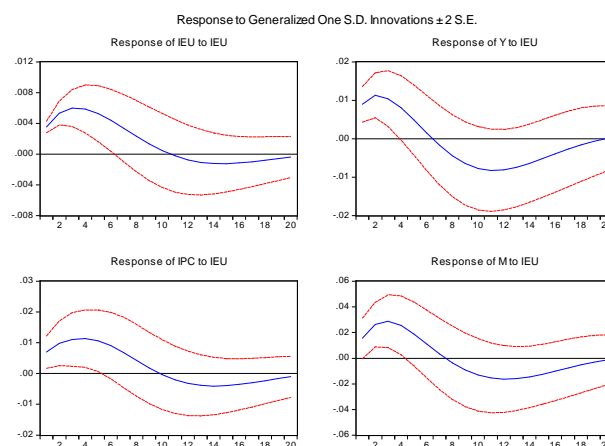 Response to Generalized One S.D. Innovations ± 2 S.E.
Response of IEU to IEU
.012
.008
.004
.000
-.004
-.008
2 4 6 8 10 12 14 16 18 20
Response of Y to IEU
.02
.01
.00
-.01
-.02
2 4 6 8 10 12 14 16 18 20
Response of IPC to IEU
.03
.02
.01
.00
-.01
-.02
2 4 6 8 10 12 14 16 18 20
Response of M to IEU
.06
.04
.02
.00
-.02
-.04
-.06
2 4 6 8 10 12 14 16 18 20